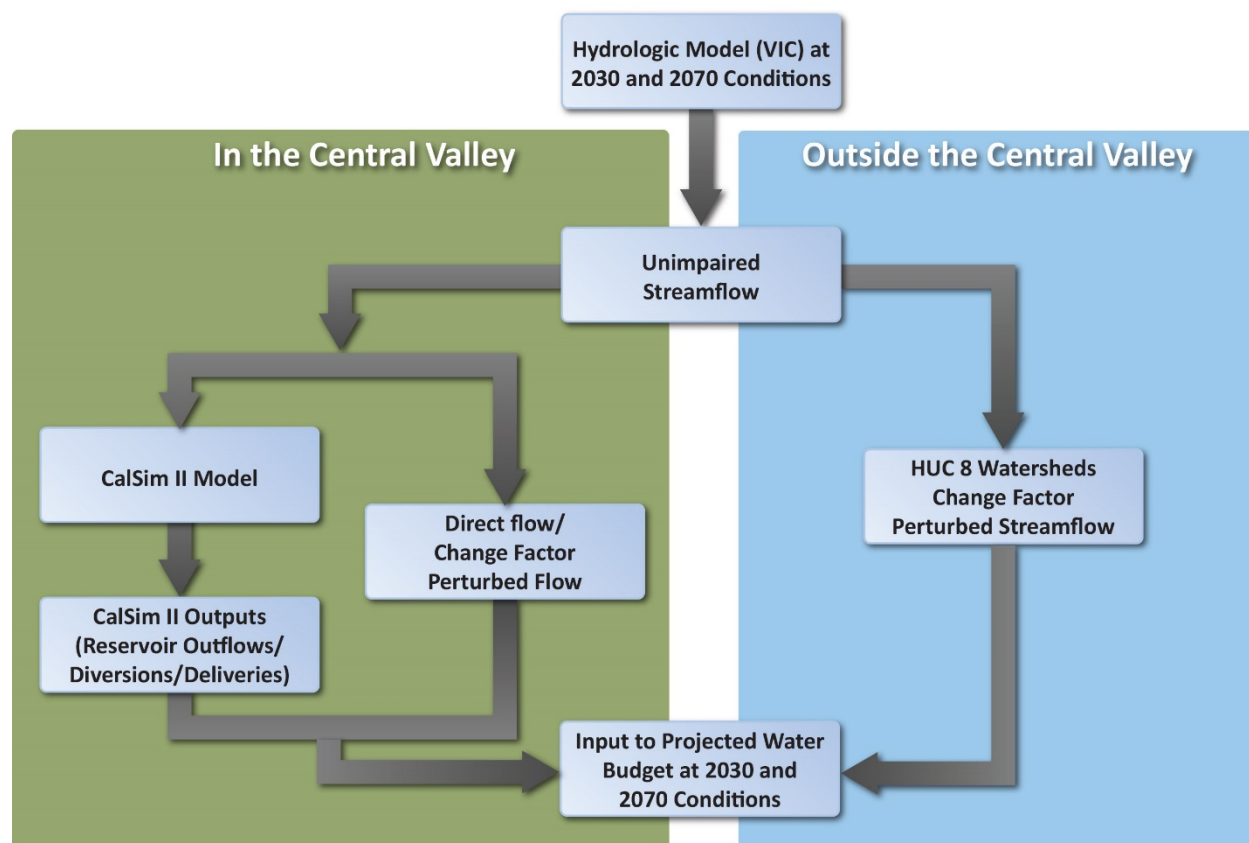 Hydrologic Model (VIC) at
2030 and 2070 Conditions
In the Central Valley
Outside the Central Valley
Unimpaired
Streamflow
CalSim II Model
Direct flow/
Change Factor
Perturbed Flow
HUC 8 Watersheds
Change Factor
Perturbed Streamflow
CalSim II Outputs
(Reservoir Outflows/
Diversions/Deliveries)
Input to Projected Water
Budget at 2030 and
2070 Conditions